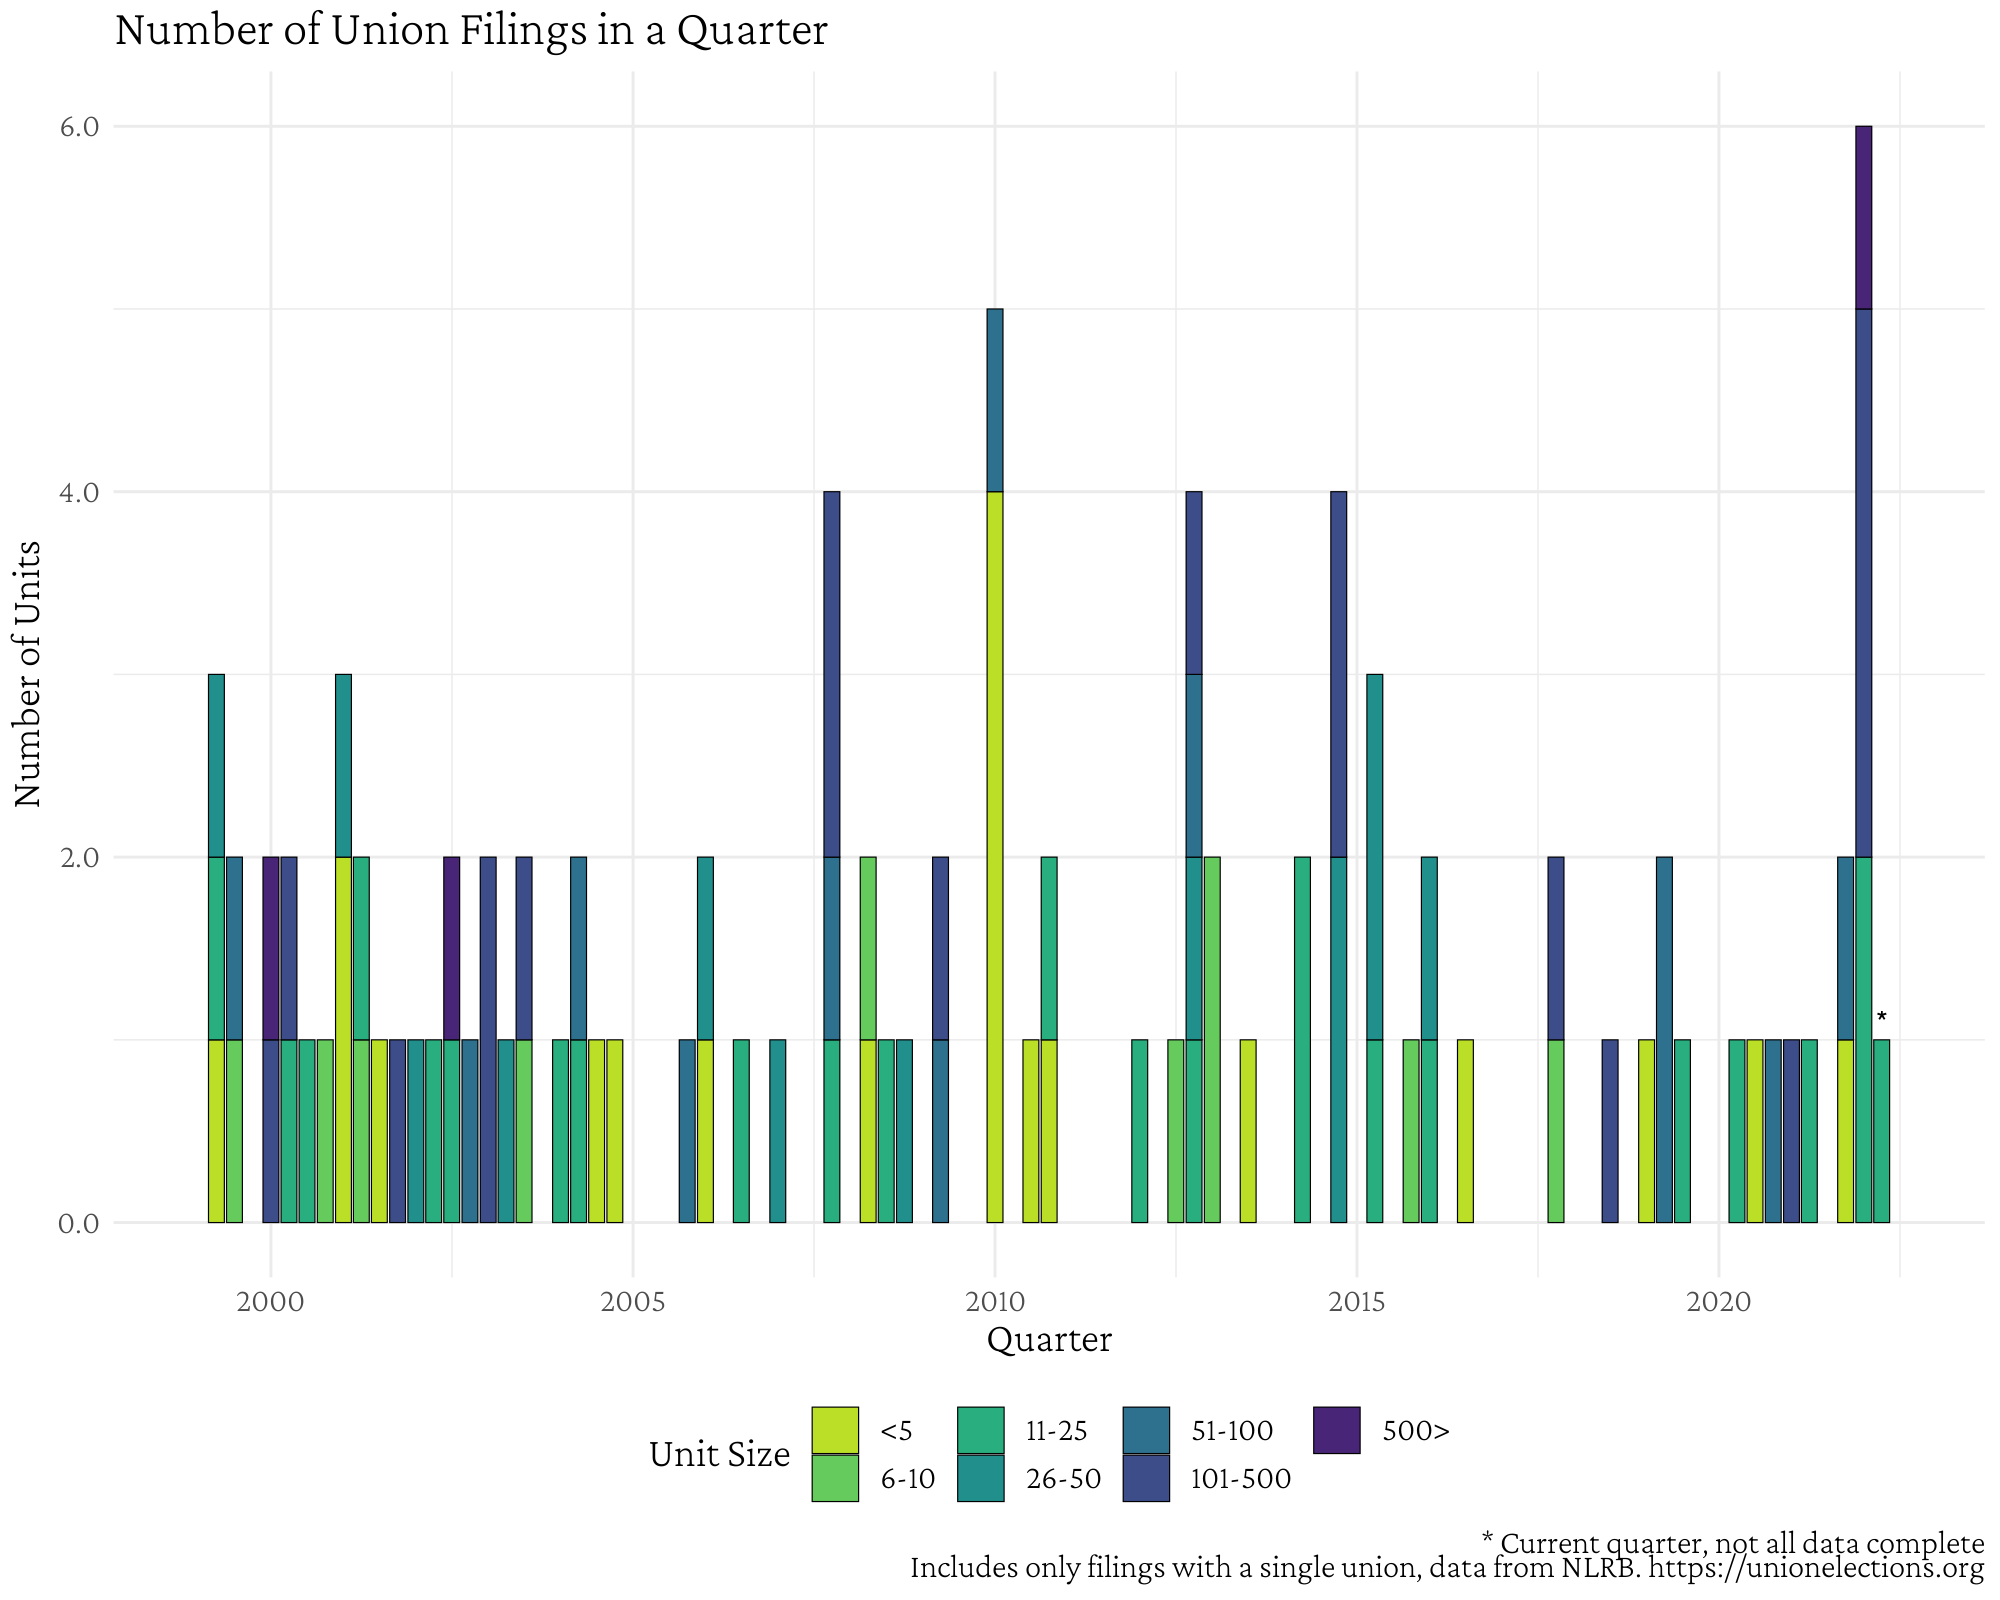 Number of Union Filings in a Quarter
Number of Units
6.0
4.0
2.0
0.0
*
2000 2005 2010 2015 2020
Quarter
Unit Size
<5 11-25 51-100 500>
6-10 26-50 101-500
* Current quarter, not all data complete
Includes only filings with a single union, data from NLRB. https://unionelections.org